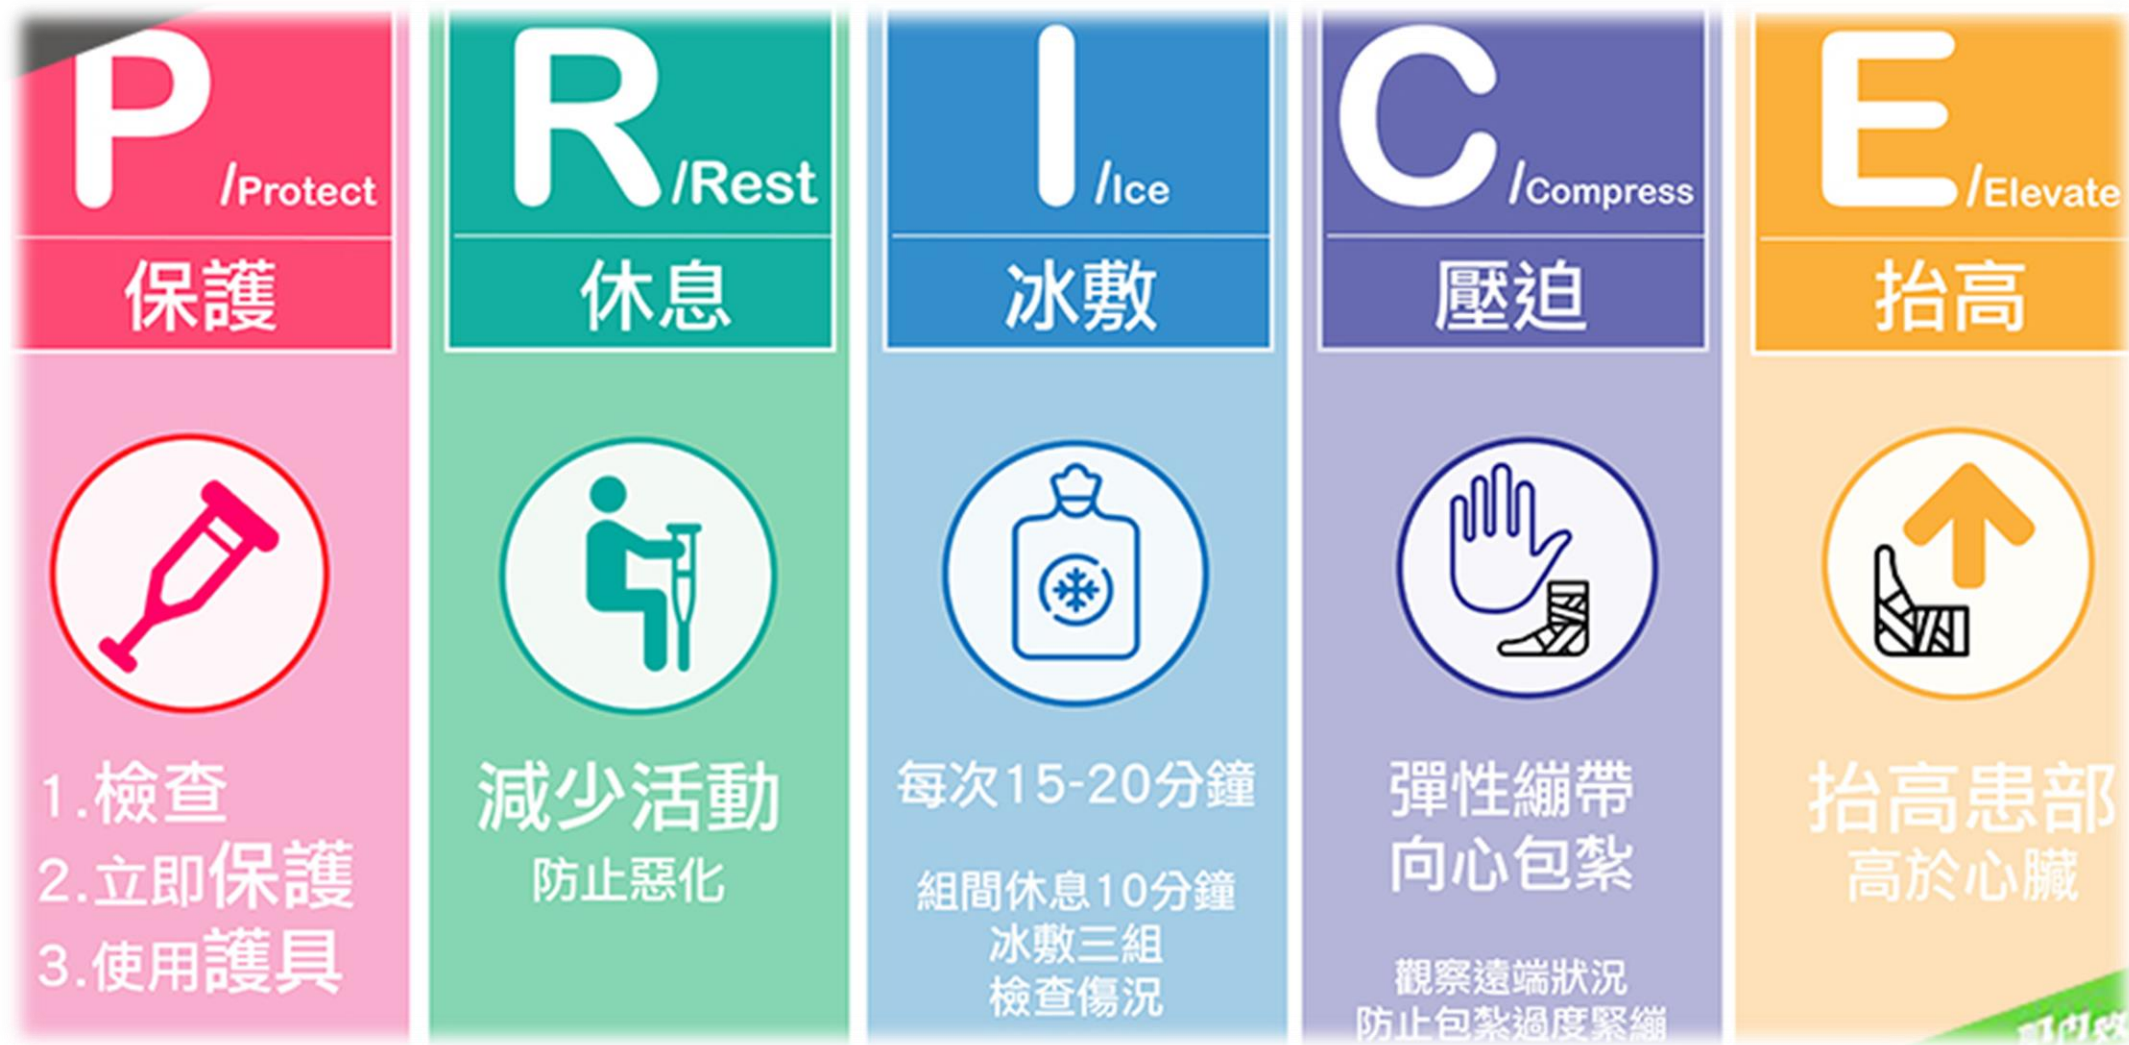 P/Protect
保護
1.檢查
2.立即保護
3.使用護具
R/Rest
休息
減少活動
防止惡化
I/Ice
冰敷
每次15-20分鐘
組間休息10分鐘
冰敷三組
檢查傷況
C/Compress
壓迫
彈性繃帶
向心包紮
觀察遠端狀況
防止包紮過度緊繃
E/Elevate
抬高
抬高患部
高於心臟